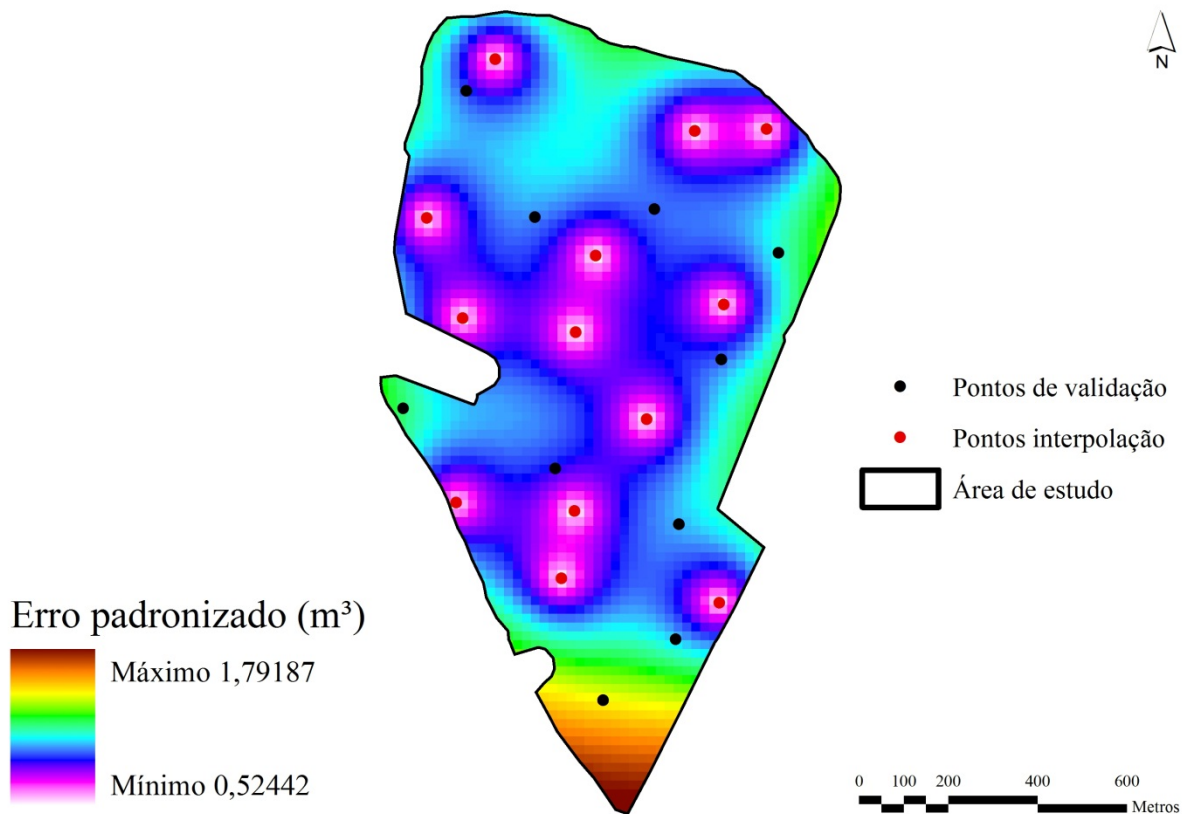 N
Pontos de validação
Pontos interpolação
Área de estudo
Erro padronizado (m³)
Máximo 1,79187
Mínimo 0,52442
0 100 200 400 600
Metros